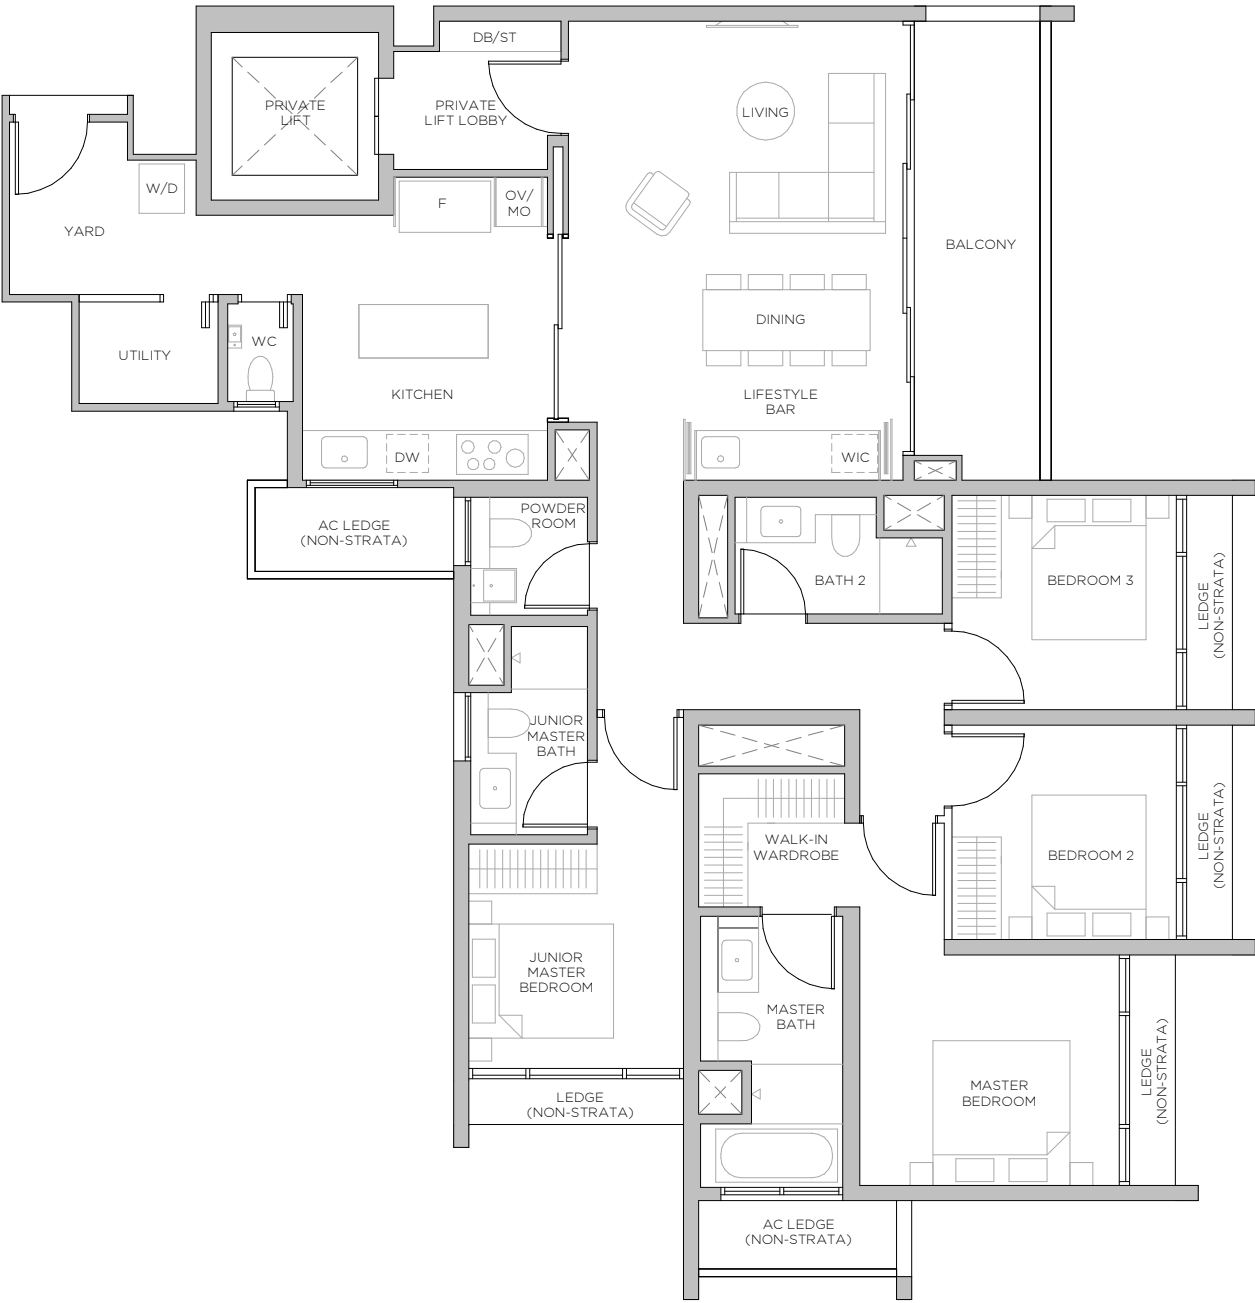 DB/ST
PRIVATE
LIFT
PRIVATE
LIFT LOBBY
LIVING
W/D
F
OV/
MO
YARD
BALCONY
DINING
UTILITY
WC
KITCHEN
LIFESTYLE
BAR
DW
WIC
AC LEDGE
(NON-STRATA)
POWDER
ROOM
BATH 2
BEDROOM 3
LEDGE
(NON-STRATA)
JUNIOR
MASTER
BATH
WALK-IN
WARDROBE
BEDROOM 2
LEDGE
(NON-STRATA)
JUNIOR
MASTER
BEDROOM
MASTER
BATH
MASTER
BEDROOM
LEDGE
(NON-STRATA)
LEDGE
(NON-STRATA)
AC LEDGE
(NON-STRATA)